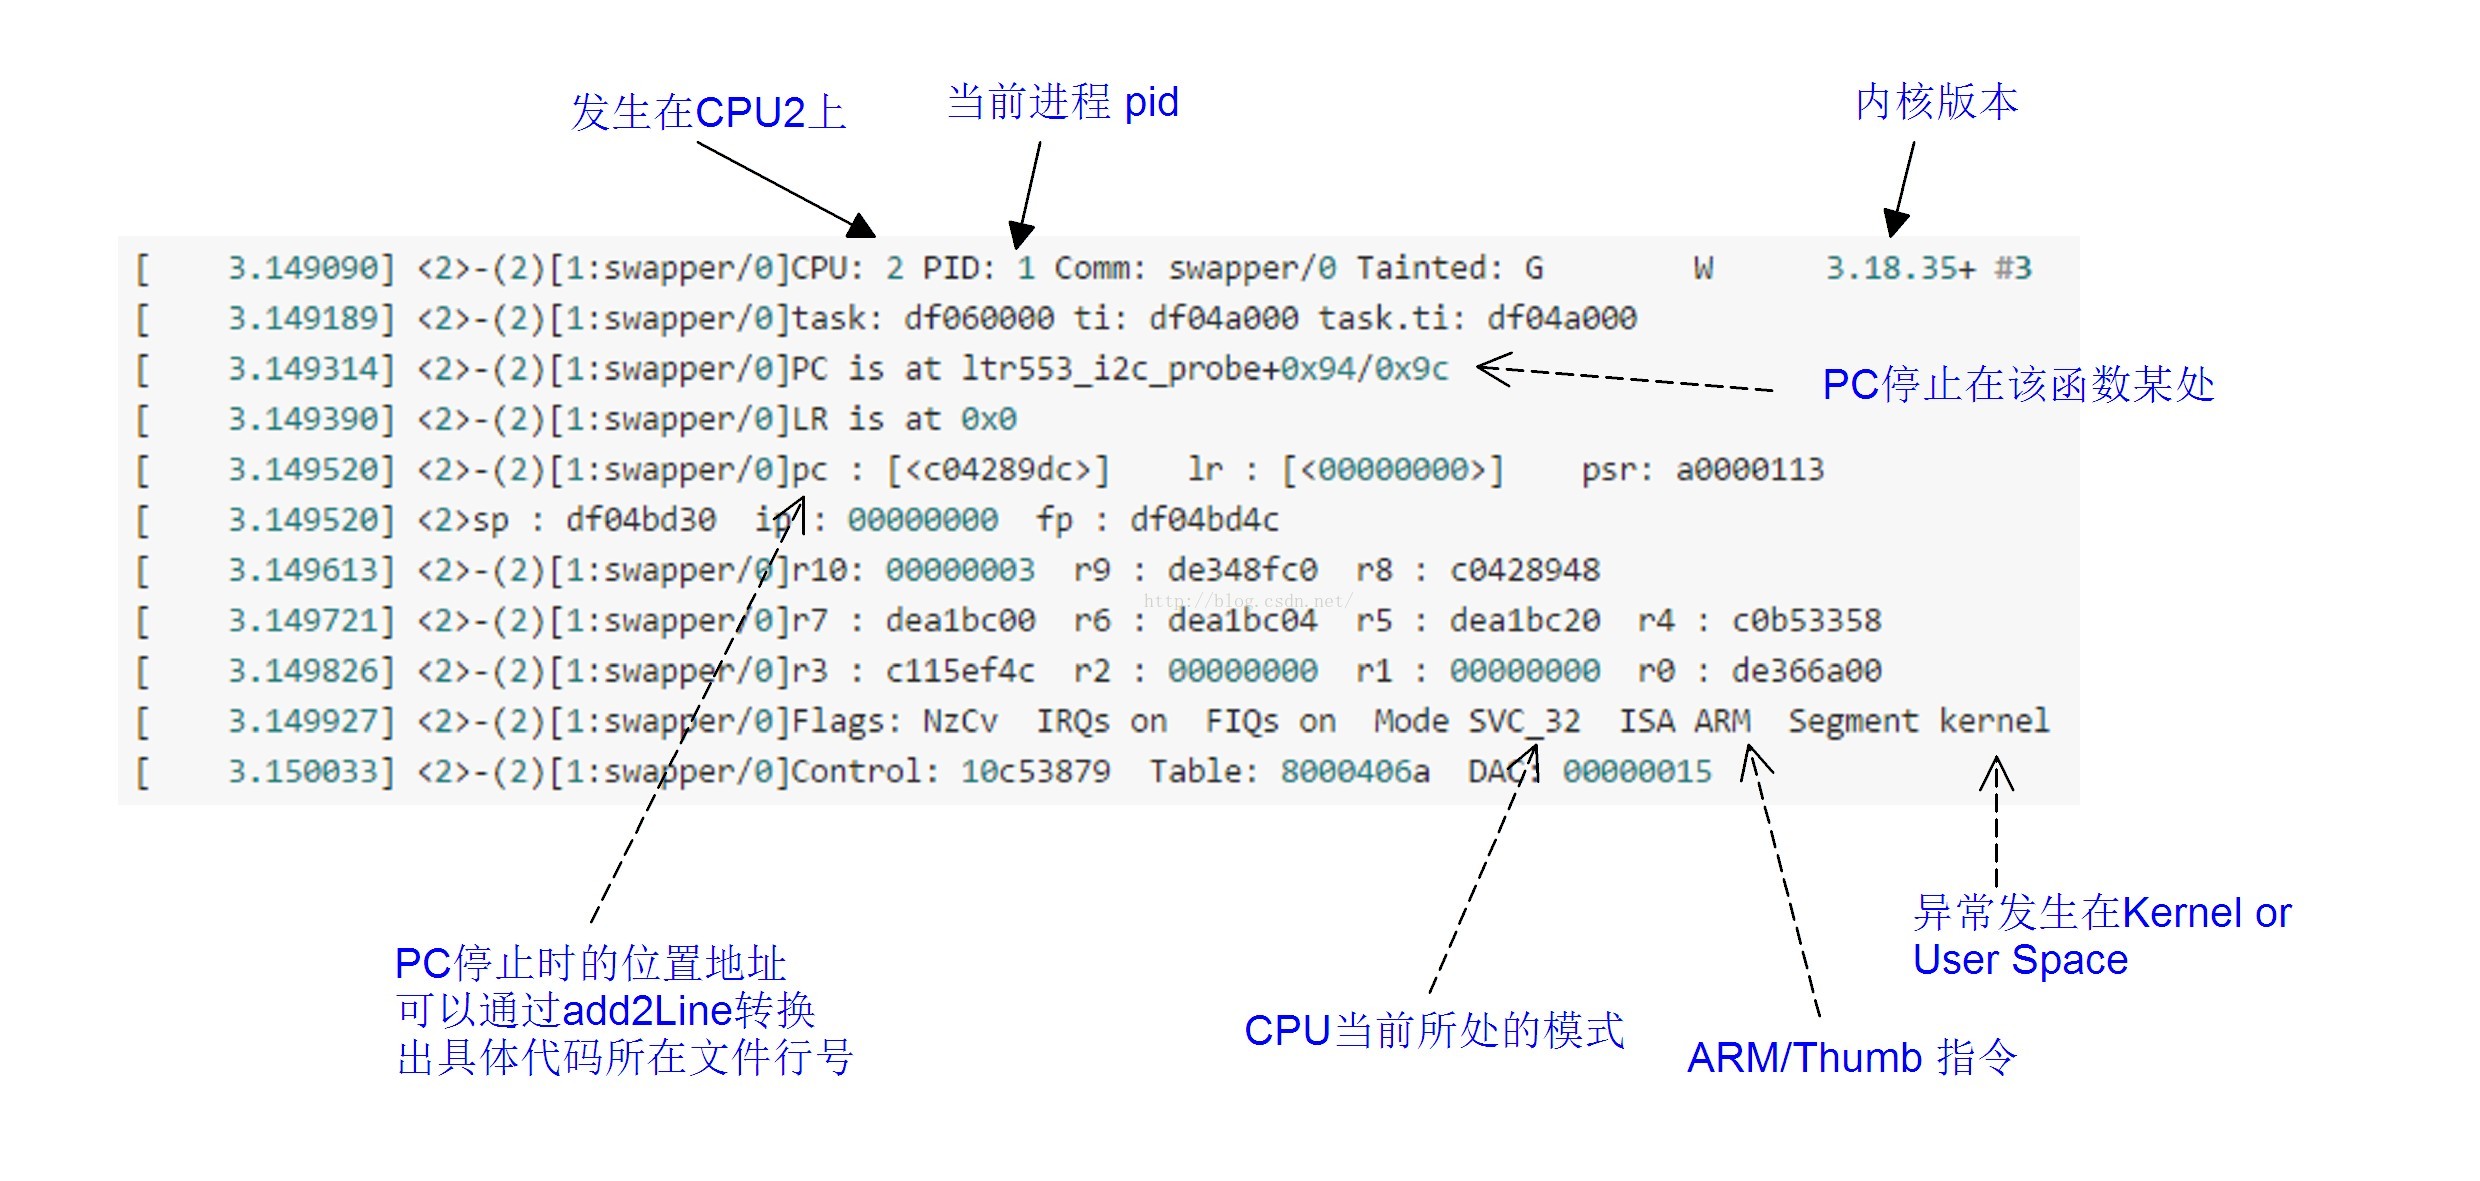 发生在CPU2上
当前进程 pid
内核版本
[    3.149090] <2>-(2)[1:swapper/0]CPU: 2 PID: 1 Comm: swapper/0 Tainted: G        W      3.18.35+ #3
[    3.149189] <2>-(2)[1:swapper/0]task: df060000 ti: df04a000 task.ti: df04a000
[    3.149314] <2>-(2)[1:swapper/0]PC is at ltr553_i2c_probe+0x94/0x9c
PC停止在该函数某处
[    3.149390] <2>-(2)[1:swapper/0]LR is at 0x0
[    3.149520] <2>-(2)[1:swapper/0]pc : [<c04289dc>]    lr : [<00000000>]    psr: a0000113
[    3.149520] <2>sp : df04bd30  ip : 00000000  fp : df04bd4c
[    3.149613] <2>-(2)[1:swapper/0]r10: 00000003  r9 : de348fc0  r8 : c0428948
http://blog.csdn.net/
[    3.149721] <2>-(2)[1:swapper/0]r7 : dea1bc00  r6 : dea1bc04  r5 : dea1bc20  r4 : c0b53358
[    3.149826] <2>-(2)[1:swapper/0]r3 : c115ef4c  r2 : 00000000  r1 : 00000000  r0 : de366a00
[    3.149927] <2>-(2)[1:swapper/0]Flags: NzCv  IRQs on  FIQs on  Mode SVC_32  ISA ARM  Segment kernel
[    3.150033] <2>-(2)[1:swapper/0]Control: 10c53879  Table: 8000406a  DAC: 00000015
PC停止时的位置地址
可以通过add2Line转换
出具体代码所在文件行号
CPU当前所处的模式
ARM/Thumb 指令
异常发生在Kernel or
User Space